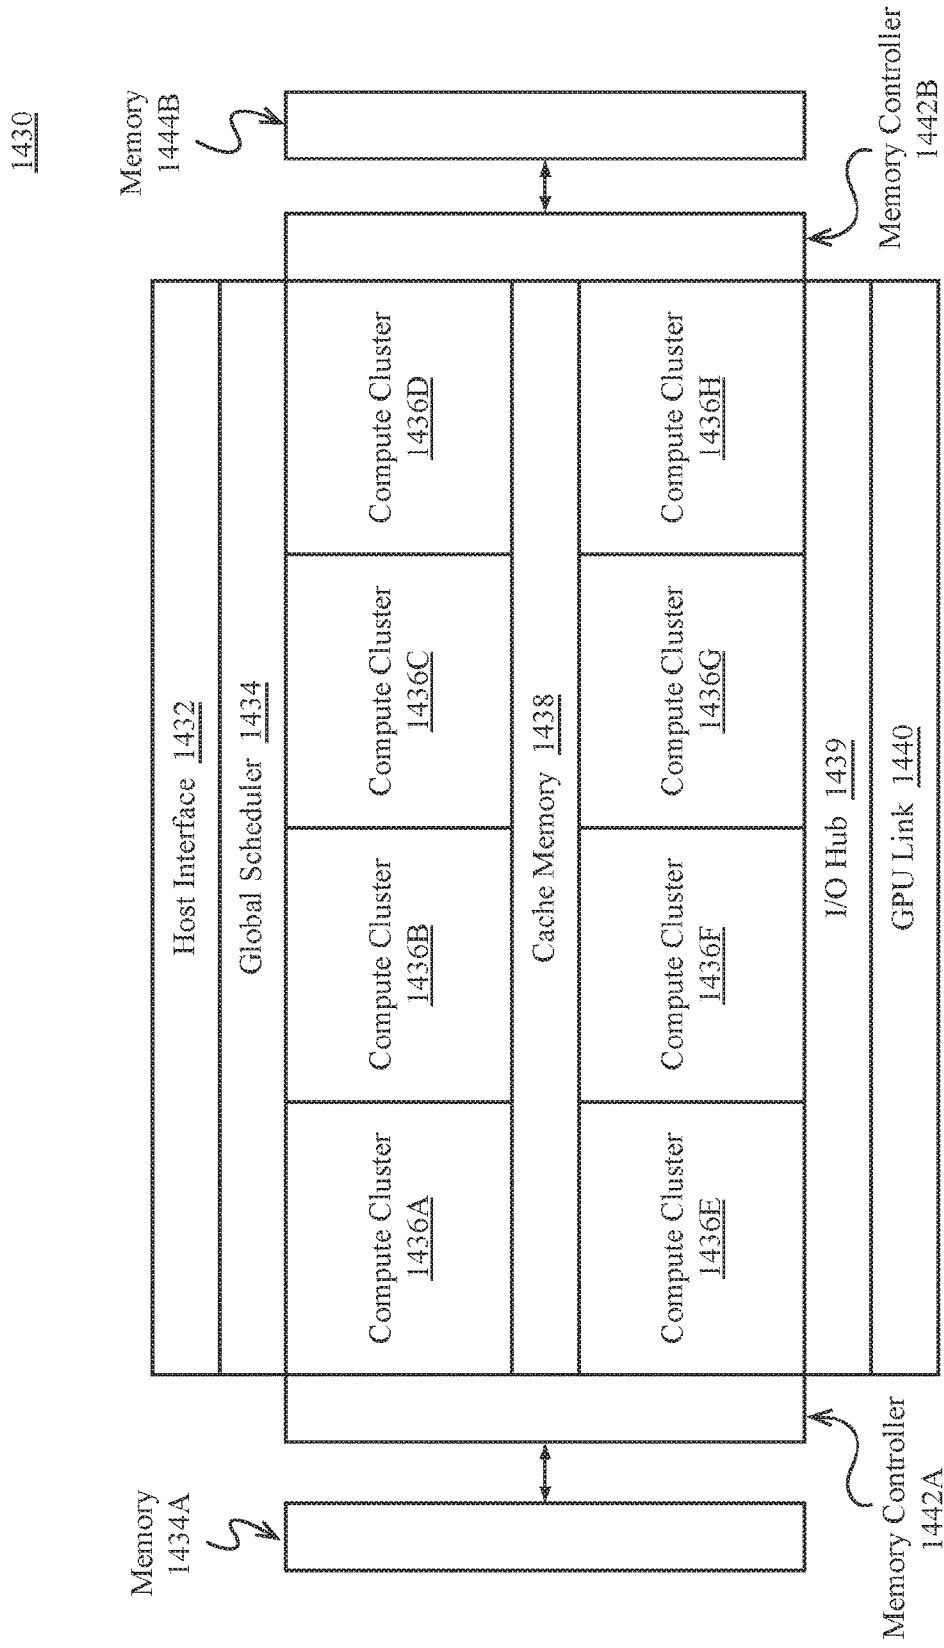 1430
Memory
1434A
Memory
1444B
Host Interface 1432
Global Scheduler 1434
Compute Cluster
1436A
Compute Cluster
1436B
Compute Cluster
1436C
Compute Cluster
1436D
Cache Memory 1438
Compute Cluster
1436E
Compute Cluster
1436F
Compute Cluster
1436G
Compute Cluster
1436H
I/O Hub 1439
GPU Link 1440
Memory Controller
1442A
Memory Controller
1442B